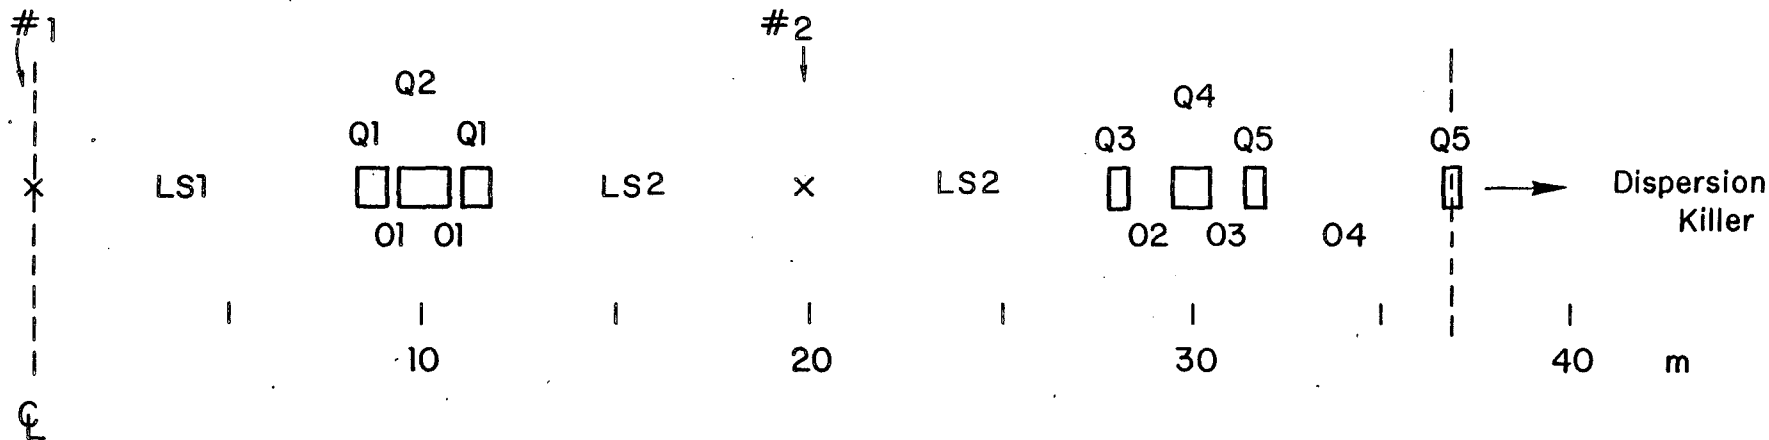 #1 #2
Q2 Q4
Q1 Q1 Q3 Q5 Q5
LS1 LS2 LS2 Dispersion
Killer
O1 O1 O2 O3 O4
10 20 30 40 m
℄